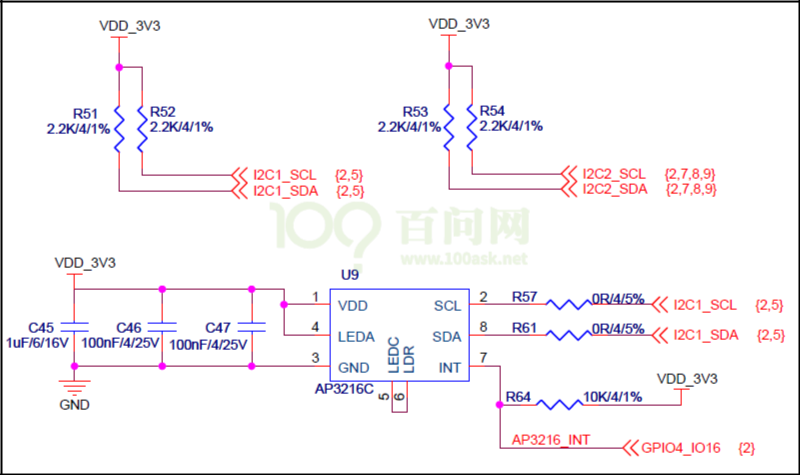 VDD_3V3
VDD_3V3
R51
R52
2.2K/4/1%
2.2K/4/1%
R53
R54
2.2K/4/1%
2.2K/4/1%
I2C1_SCL {2,5}
I2C1_SDA {2,5}
I2C2_SCL {2,7,8,9}
I2C2_SDA {2,7,8,9}
100 百问网
www.100ask.net
VDD_3V3
C45
1uF/6/16V
C46
100nF/4/25V
C47
100nF/4/25V
GND
U9
1 VDD
4 LEDA
3 GND
LEDC
LDR
5
6
SCL 2
SDA 8
INT 7
AP3216C
R57 0R/4/5% I2C1_SCL {2,5}
R61 0R/4/5% I2C1_SDA {2,5}
VDD_3V3
R64 10K/4/1%
AP3216_INT GPIO4_IO16 {2}